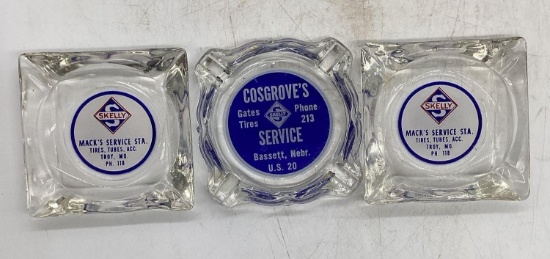 SKELLY
S
MACK'S SERVICE STA.
TIRES, TUBES, ACC.
TROY, MO
PH. 118
COSGROVE'S
Gates Phone
Tires 213
SKELLY
S
SERVICE
Bassett, Nebr.
U.S. 20
SKELLY
S
MACK'S SERVICE STA.
TIRES, TUBES, ACC.
TROY, MO
PH. 118